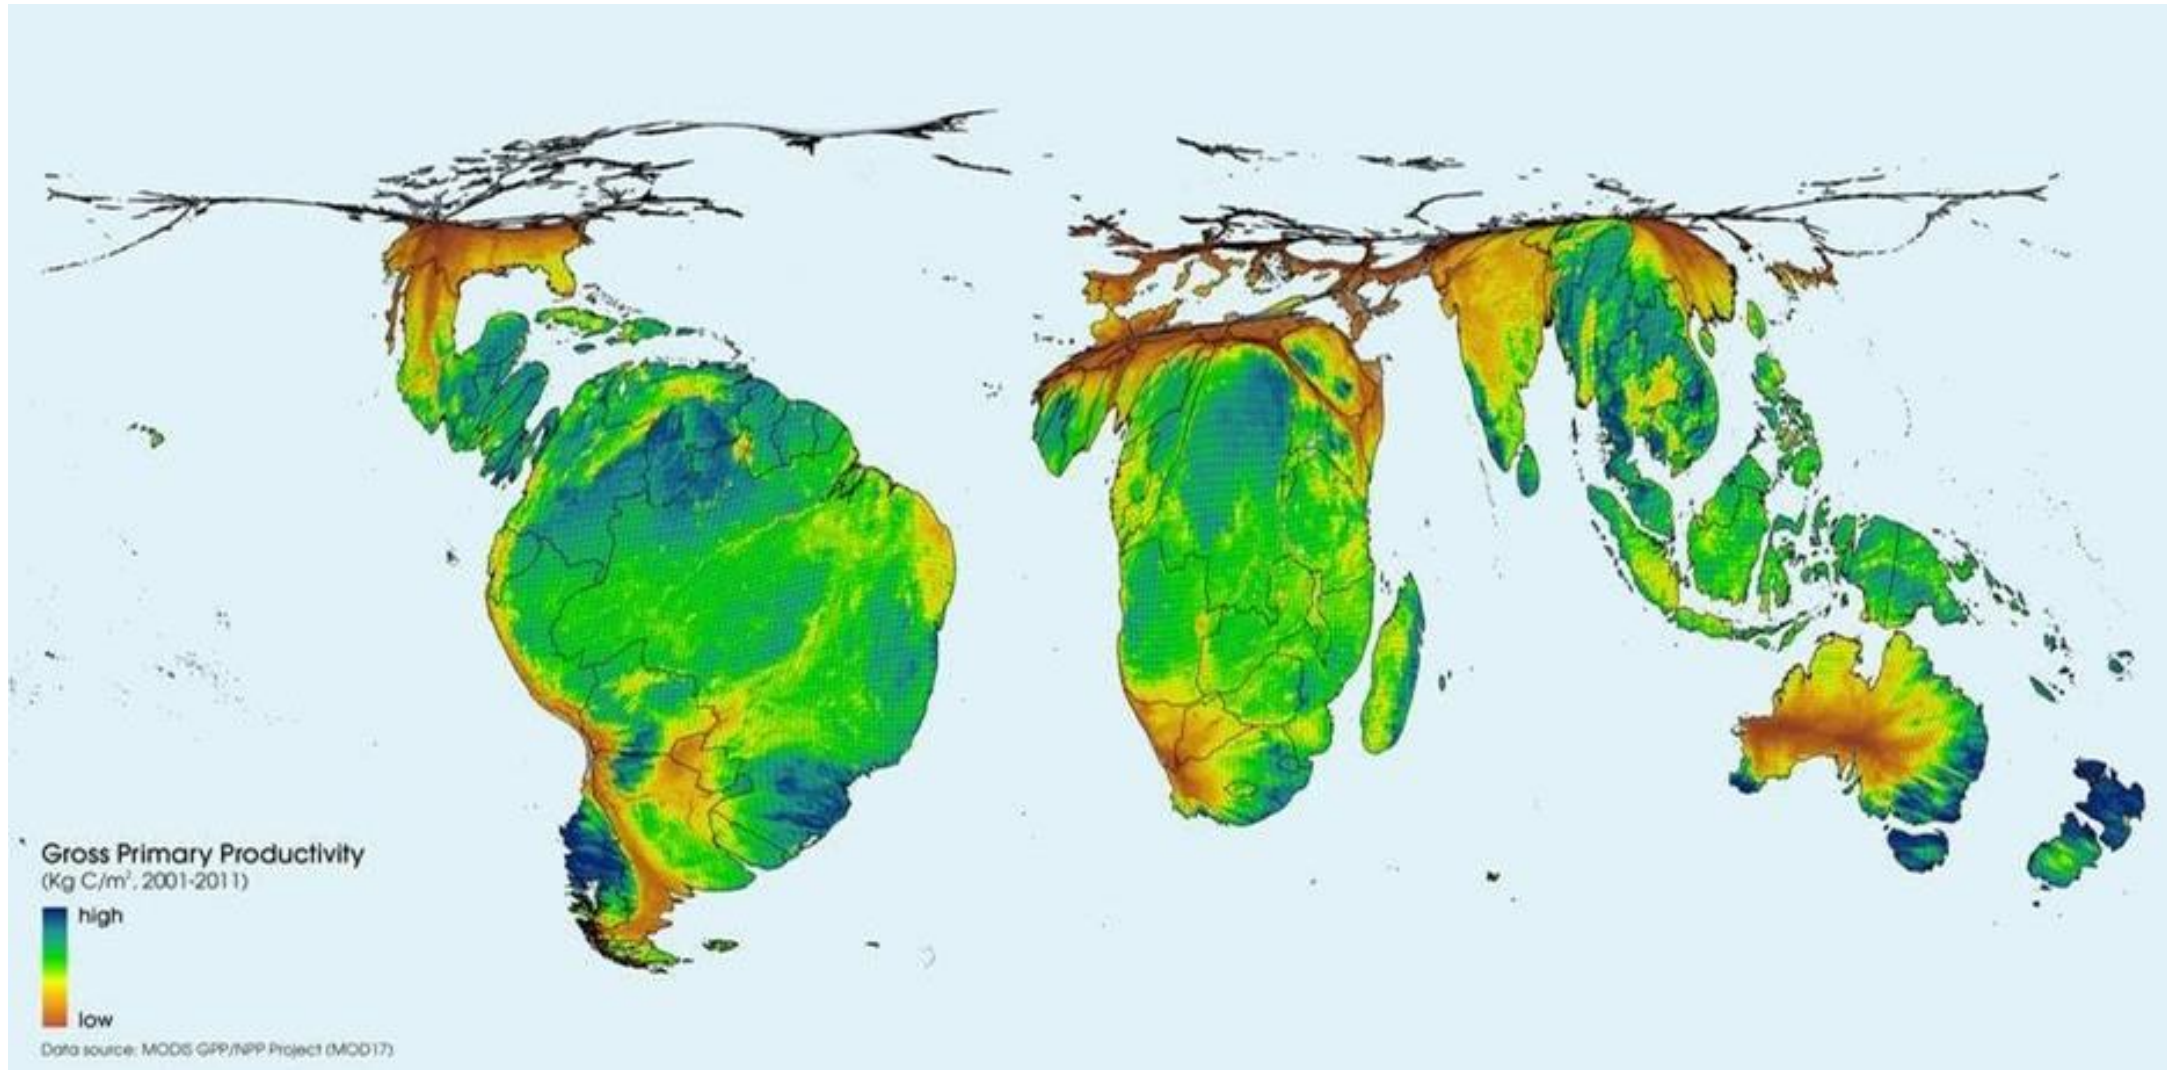 Gross Primary Productivity
(Kg C/m², 2001-2011)
high
low
Data source: MODIS GPP/NPP Project (MOD17)